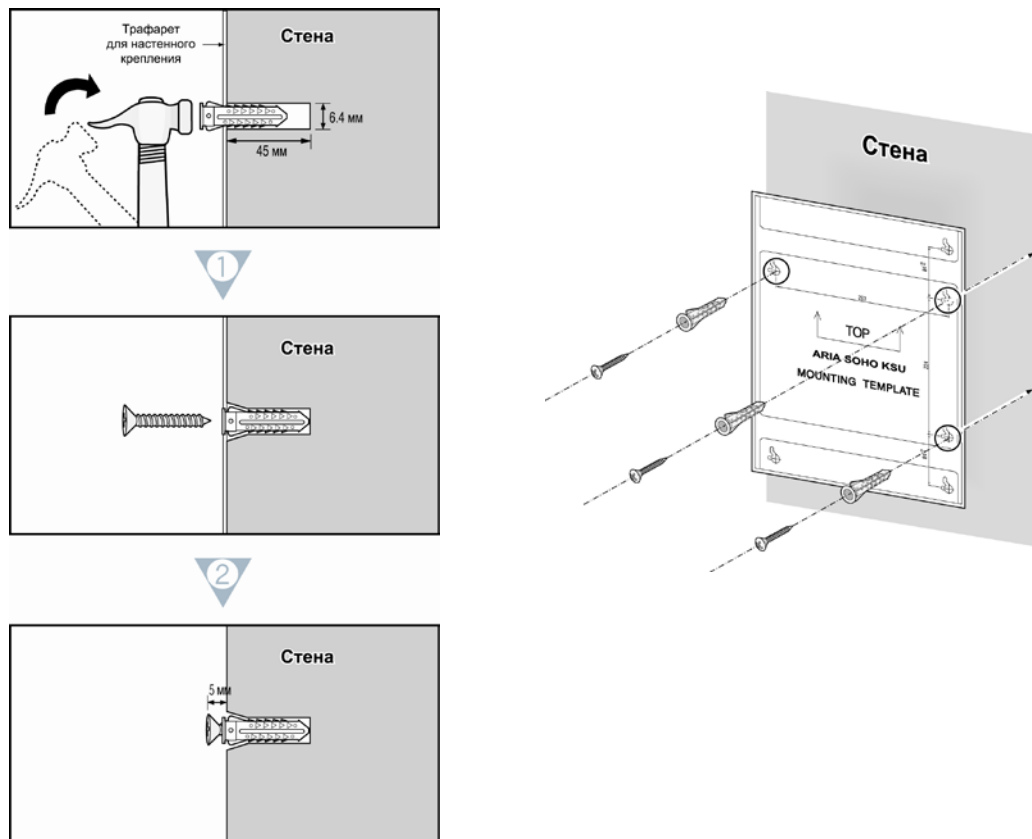 Трафарет
для настенного
крепления
Стена
6.4 мм
45 мм
1
Стена
2
Стена
5 мм
Стена
TOP
ARIA SOHO KSU
MOUNTING TEMPLATE